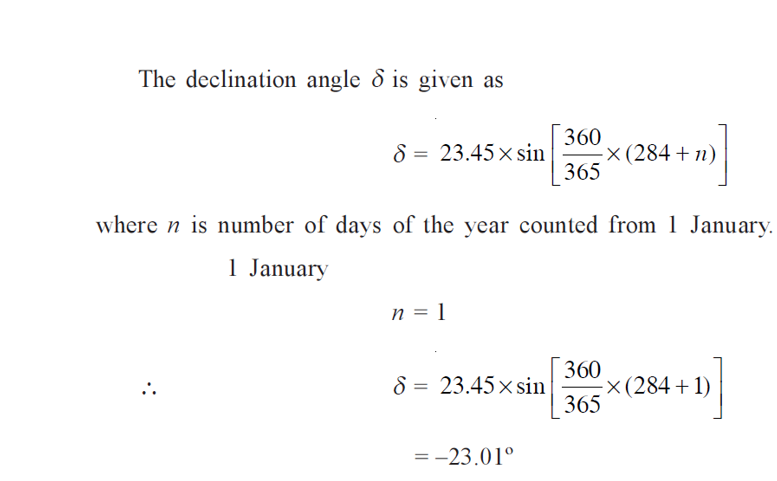 The declination angle δ is given as
δ = 23.45 × sin[360/365 × (284 + n)]
where n is number of days of the year counted from 1 January.
1 January
n = 1
∴ δ = 23.45 × sin[360/365 × (284 + 1)]
= –23.01º